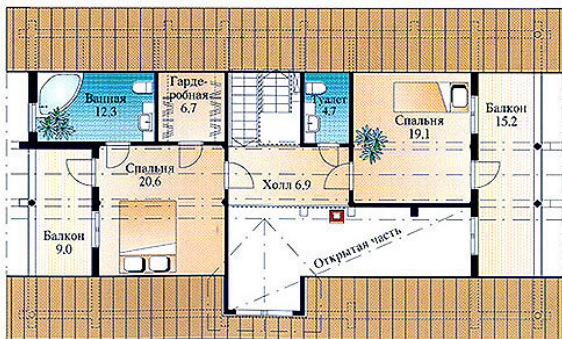 Ванная
12.3
Гарде-
робная
6.7
Туалет
4.7
Спальня
19.1
Балкон
15.2
Спальня
20.6
Холл 6.9
Балкон
9.0
Открытая часть